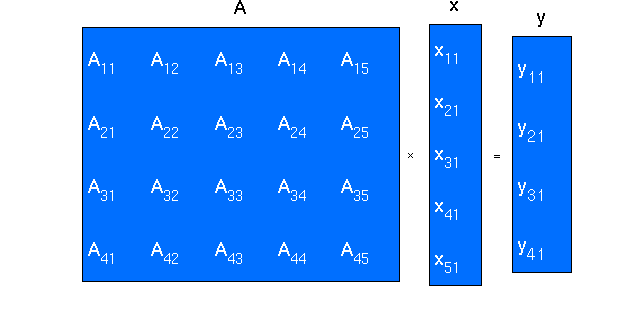 A x y
A11 A12 A13 A14 A15 x11 y11
A21 A22 A23 A24 A25 x21 y21
A31 A32 A33 A34 A35 × x31 = y31
A41 A42 A43 A44 A45 x41 y41
x51